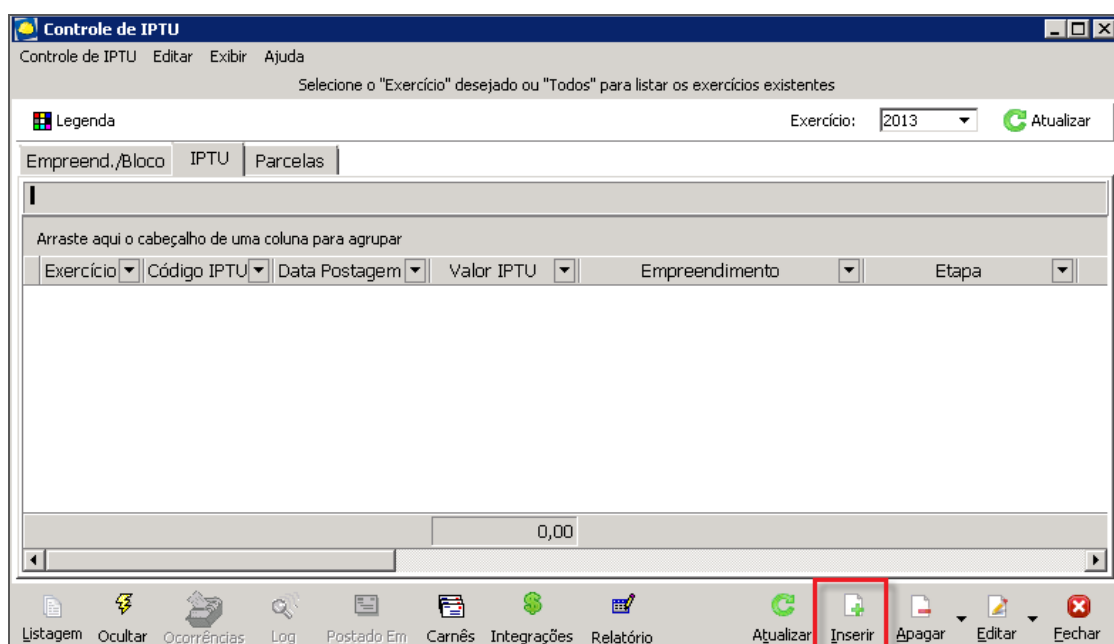 Controle de IPTU
Controle de IPTU Editar Exibir Ajuda
Selecione o "Exercício" desejado ou "Todos" para listar os exercícios existentes
Legenda Exercício: 2013 Atualizar
Empreend./Bloco IPTU Parcelas
Arraste aqui o cabeçalho de uma coluna para agrupar
Exercício Código IPTU Data Postagem Valor IPTU Empreendimento Etapa
0,00
Listagem Ocultar Ocorrências Log Postado Em Carnês Integrações Relatório Atualizar Inserir Apagar Editar Fechar